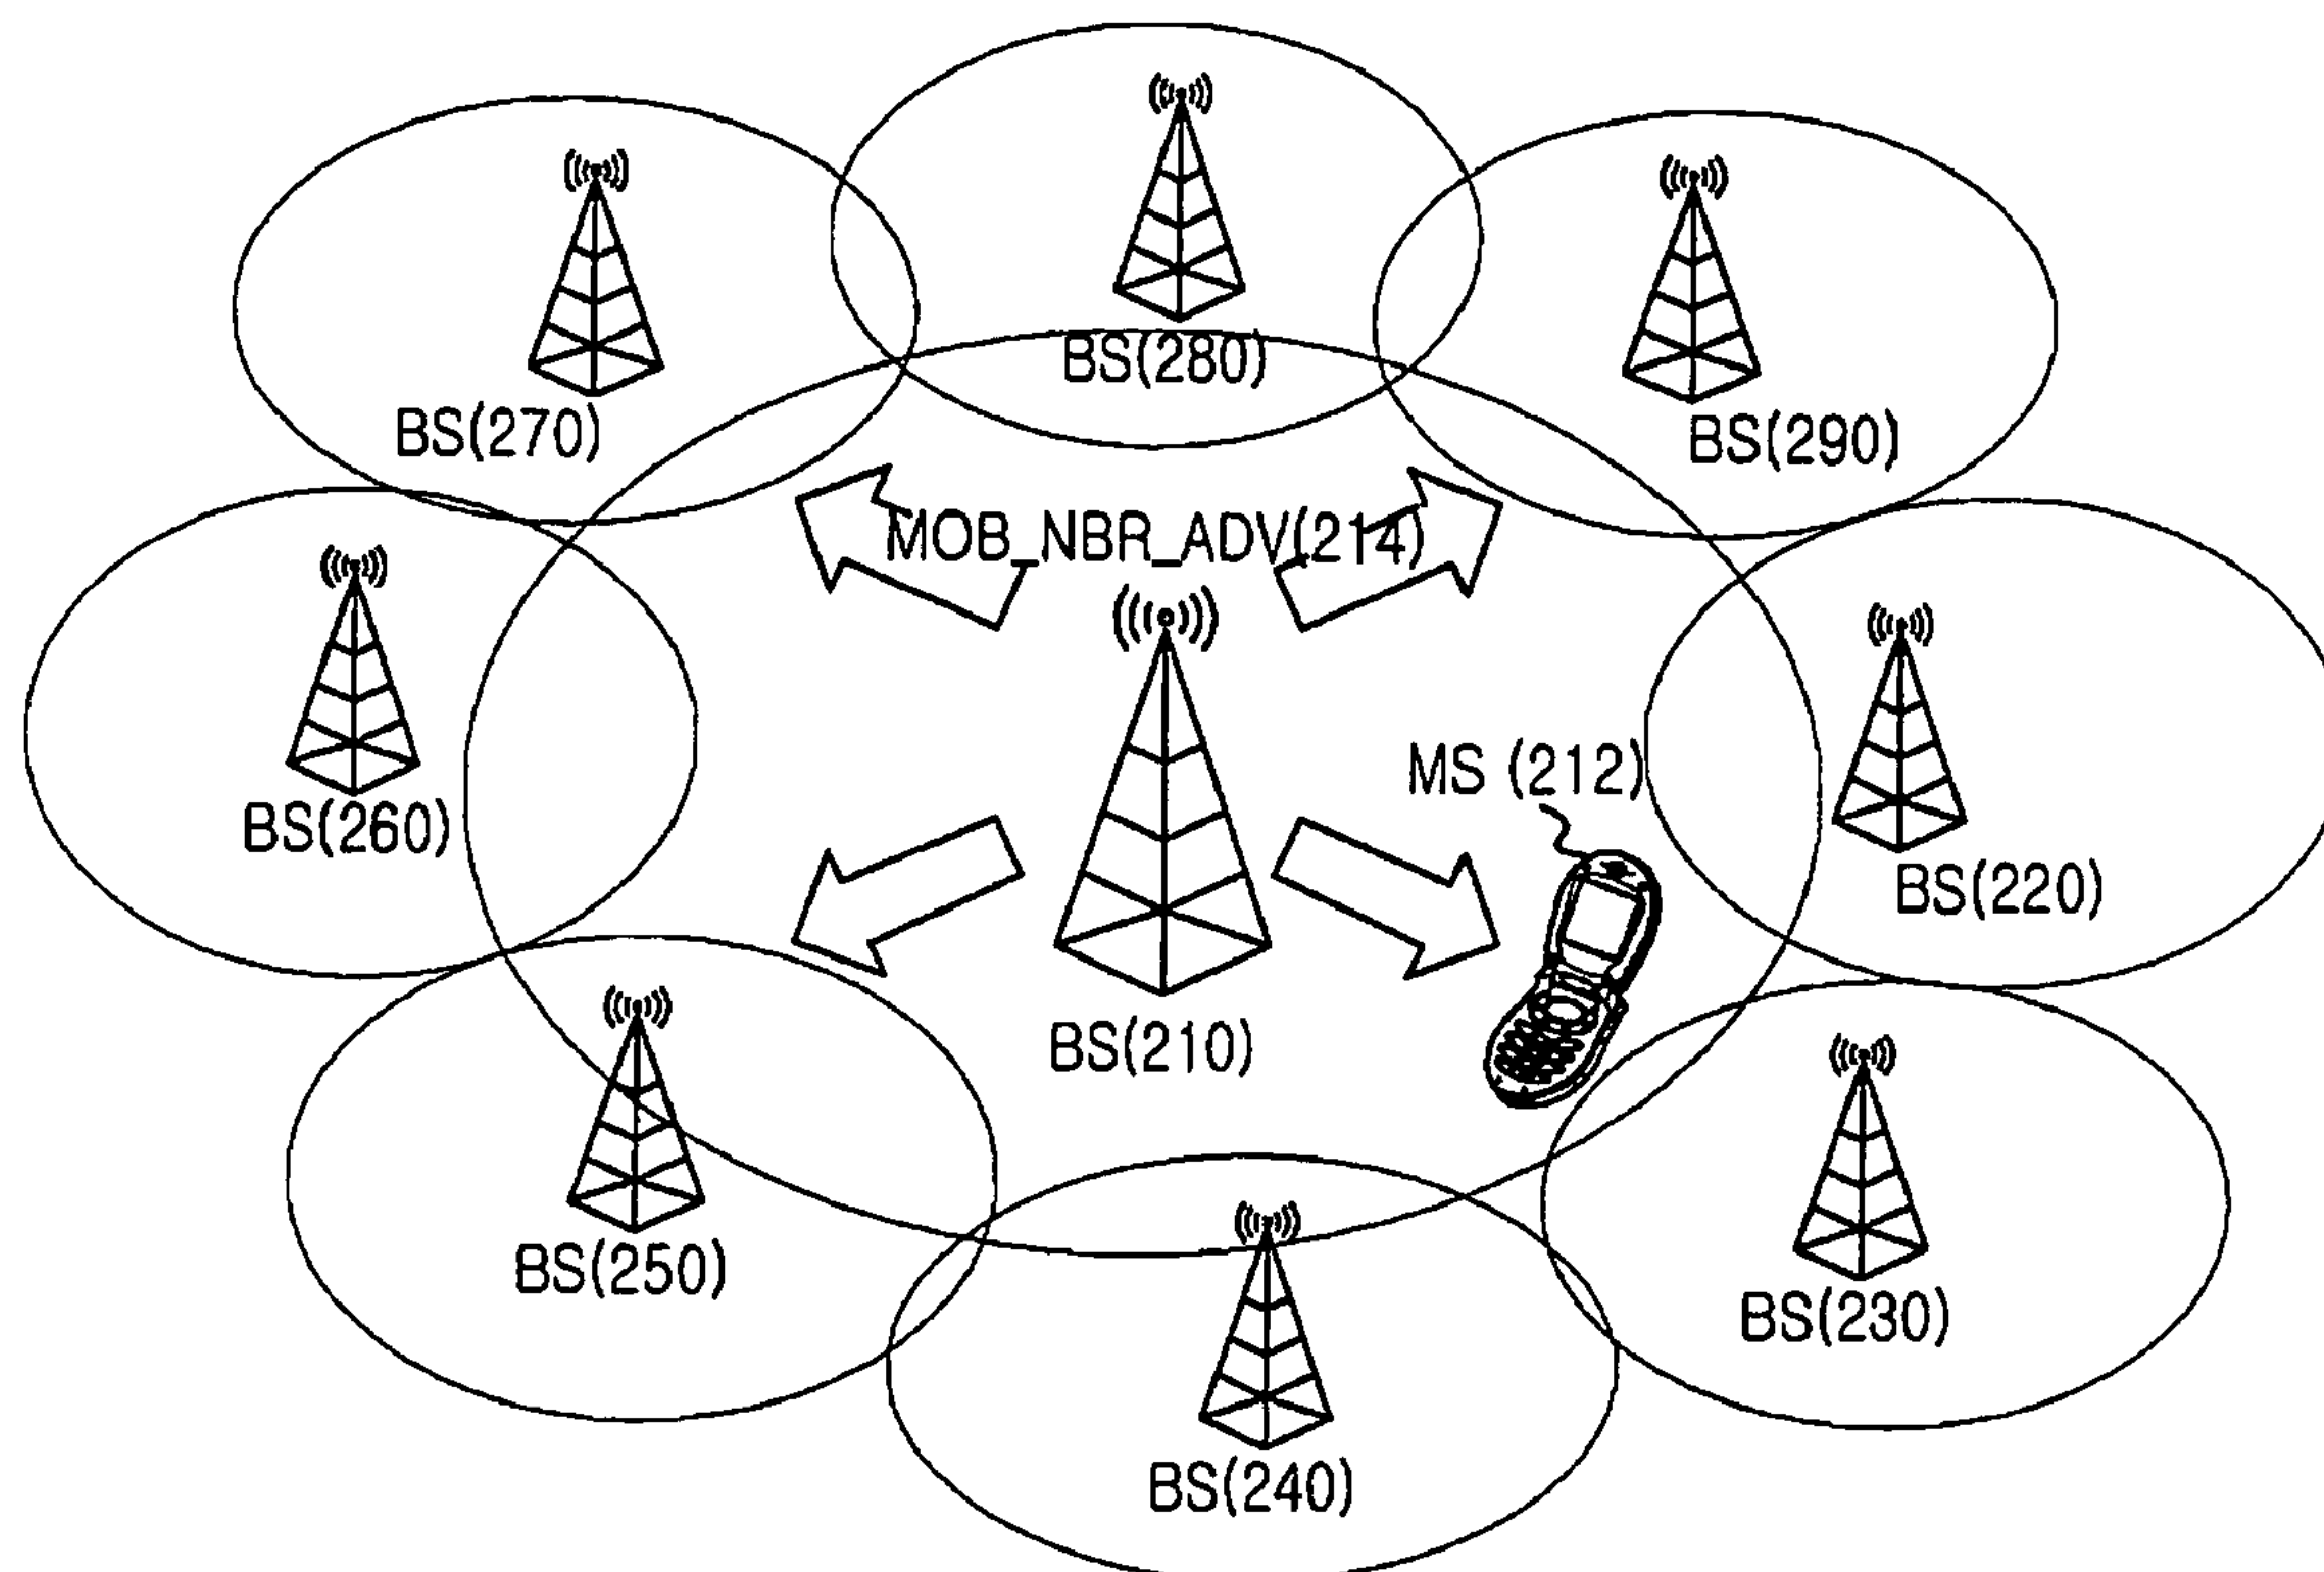 BS(280)
BS(270)
BS(290)
MOB_NBR_ADV(214)
MS (212)
BS(260)
BS(220)
BS(210)
BS(250)
BS(230)
BS(240)